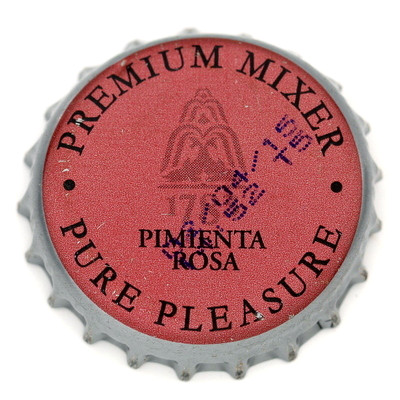 PREMIUM MIXER
PIMIENTA
ROSA
PURE PLEASURE